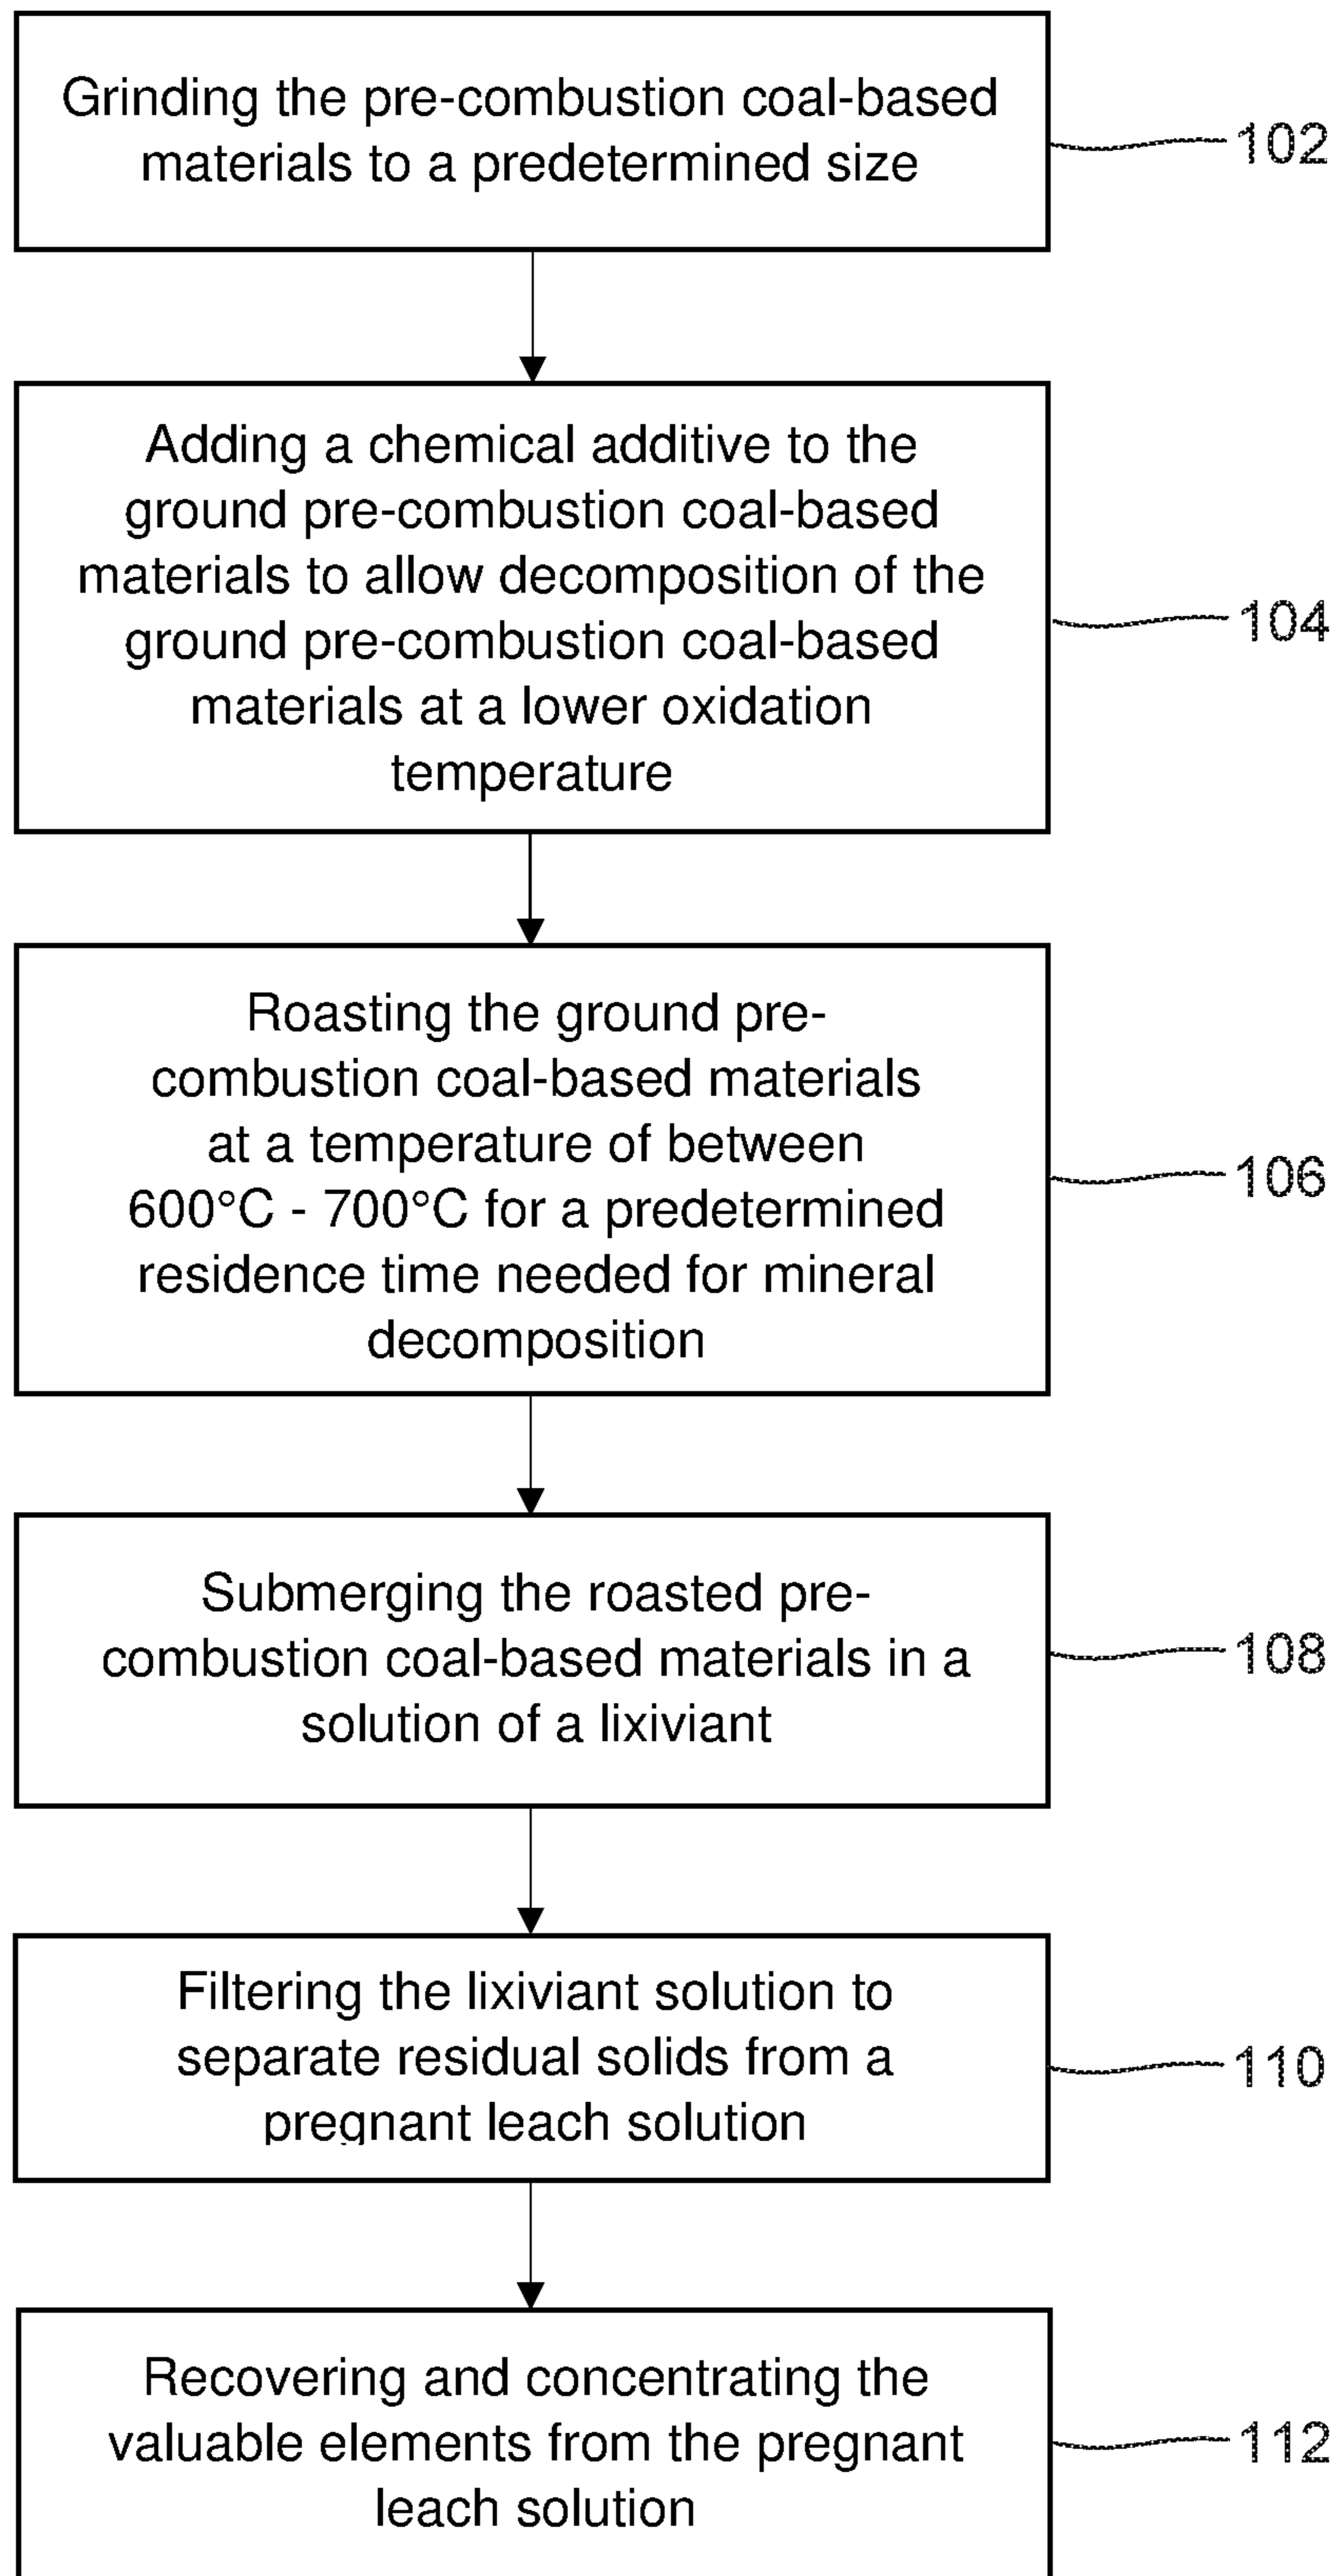 Grinding the pre-combustion coal-based
materials to a predetermined size
102
Adding a chemical additive to the
ground pre-combustion coal-based
materials to allow decomposition of the
ground pre-combustion coal-based
materials at a lower oxidation
temperature
104
Roasting the ground pre-
combustion coal-based materials
at a temperature of between
600°C - 700°C for a predetermined
residence time needed for mineral
decomposition
106
Submerging the roasted pre-
combustion coal-based materials in a
solution of a lixiviant
108
Filtering the lixiviant solution to
separate residual solids from a
pregnant leach solution
110
Recovering and concentrating the
valuable elements from the pregnant
leach solution
112